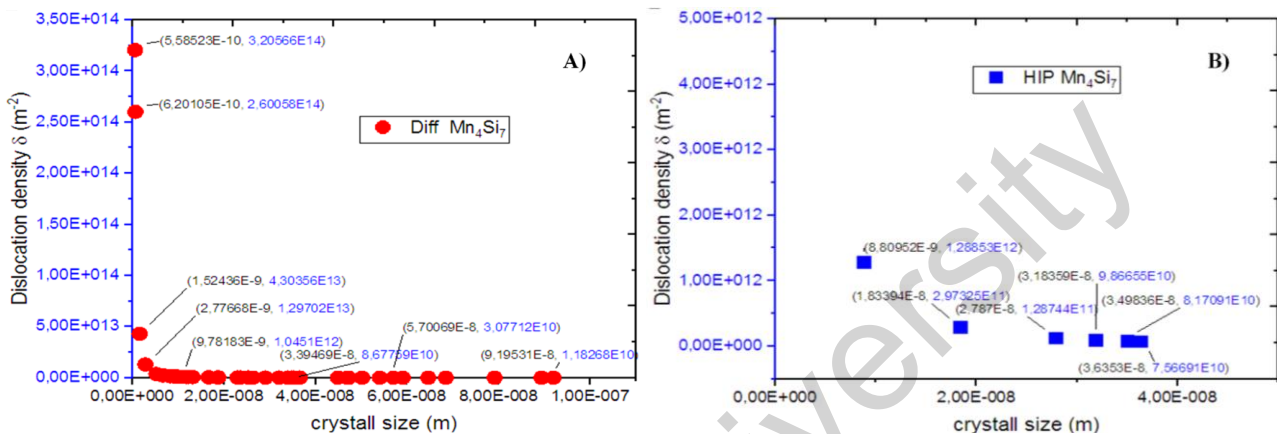 3,50E+014
3,00E+014
2,50E+014
2,00E+014
1,50E+014
1,00E+014
5,00E+013
0,00E+000
Dislocation density δ (m⁻²)
(5,58523E-10, 3,20566E14)
(6,20105E-10, 2,60058E14)
A)
Diff Mn₄Si₇
(1,52436E-9, 4,30356E13)
(2,77668E-9, 1,29702E13)
(9,78183E-9, 1,0451E12)
(3,39469E-8, 8,67759E10)
(5,70069E-8, 3,07712E10)
(9,19531E-8, 1,18268E10)
0,00E+000 2,00E-008 4,00E-008 6,00E-008 8,00E-008 1,00E-007
crystall size (m)
5,00E+012
4,00E+012
3,00E+012
2,00E+012
1,00E+012
0,00E+000
Dislocation density δ (m⁻²)
B)
HIP Mn₄Si₇
(8,80952E-9, 1,28853E12)
(1,83394E-8, 2,97325E11)
(2,787E-8, 1,28744E11)
(3,18359E-8, 9,86655E10)
(3,49836E-8, 8,17091E10)
(3,6353E-8, 7,56691E10)
0,00E+000 2,00E-008 4,00E-008
crystall size (m)
versity